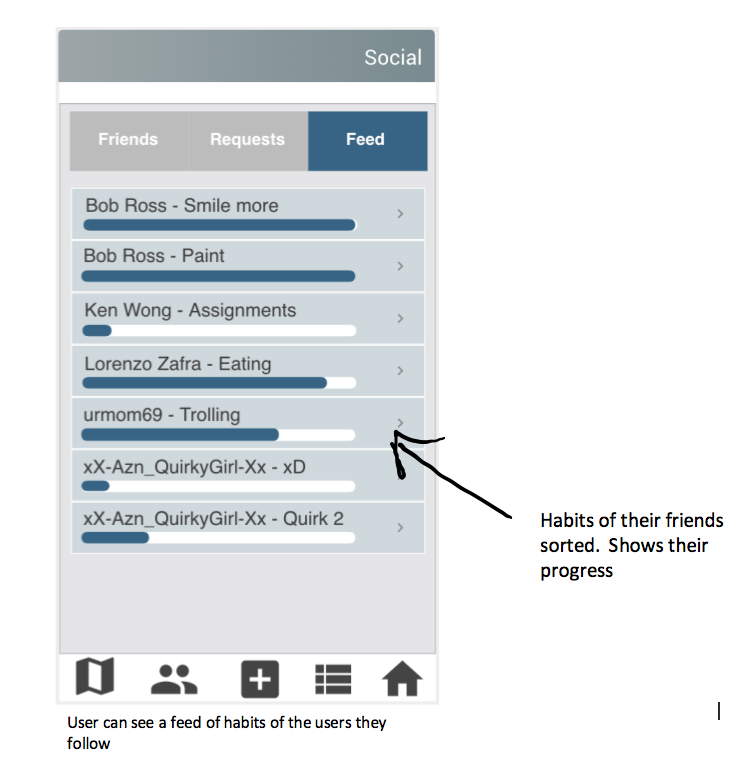 Social
Friends Requests Feed
Bob Ross - Smile more
Bob Ross - Paint
Ken Wong - Assignments
Lorenzo Zafra - Eating
urmom69 - Trolling
xX-Azn_QuirkyGirl-Xx - xD
xX-Azn_QuirkyGirl-Xx - Quirk 2
Habits of their friends
sorted. Shows their
progress
User can see a feed of habits of the users they
follow